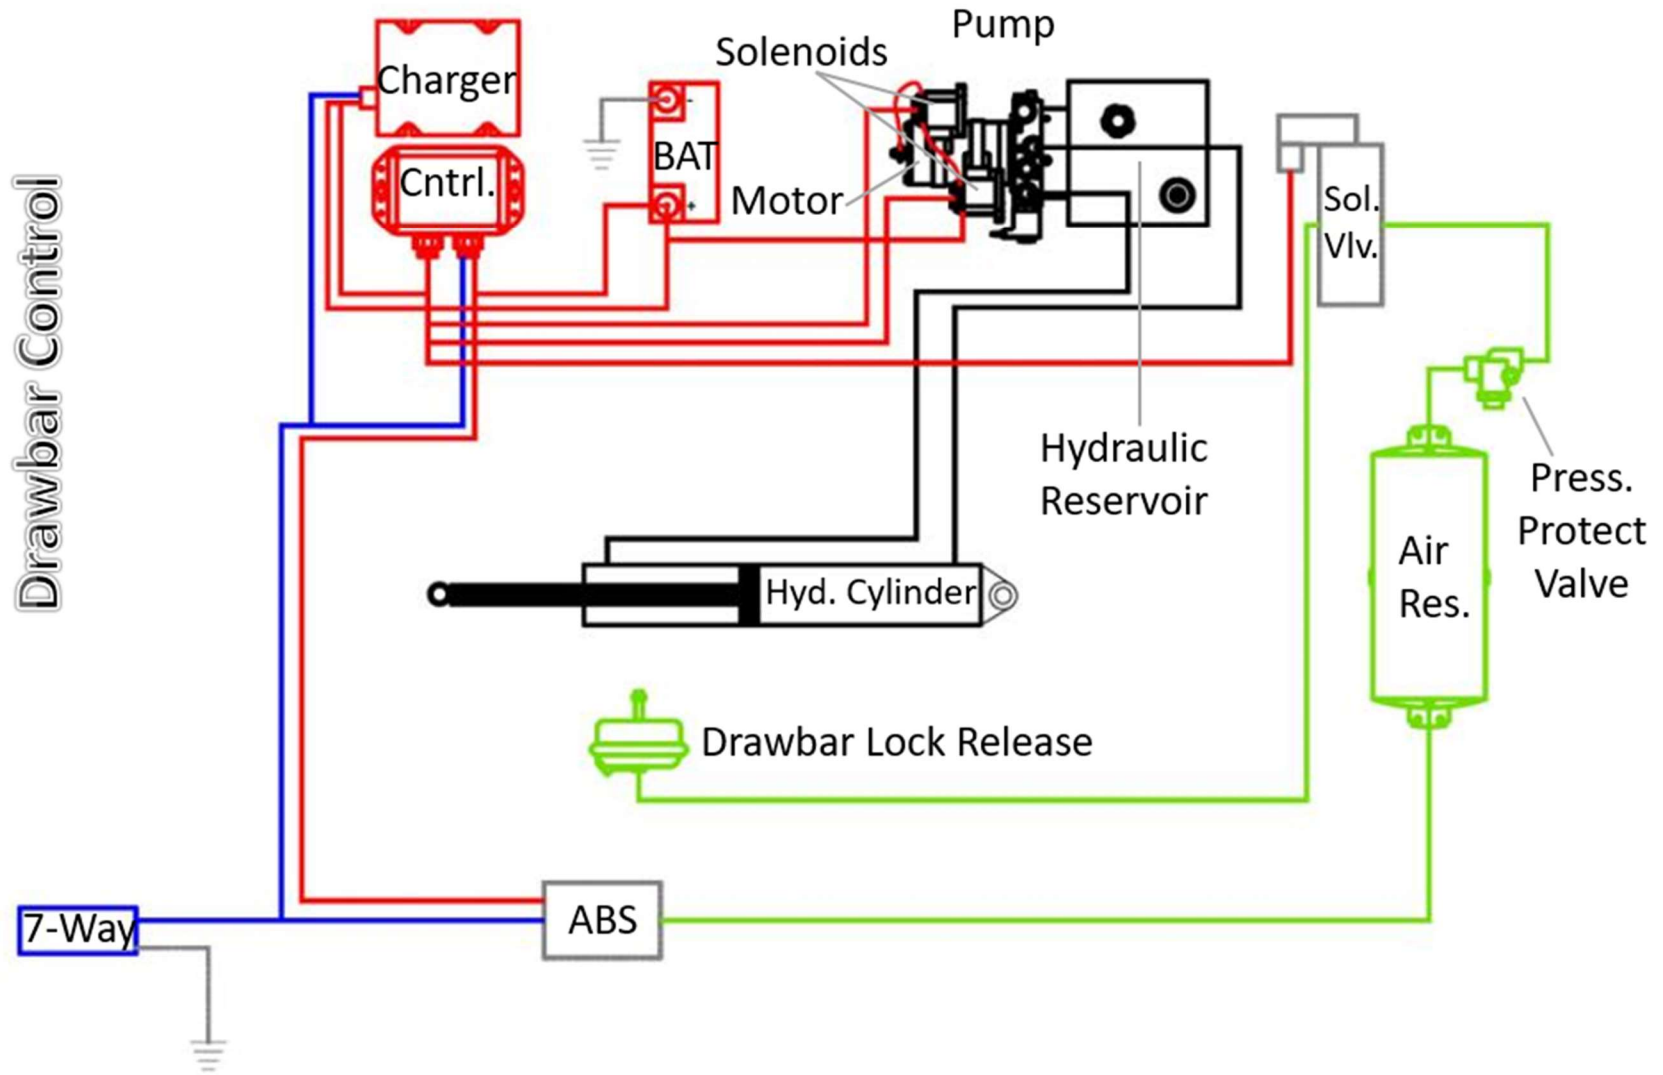 Drawbar Control
Charger
Cntrl.
-
BAT
+
Solenoids
Pump
Motor
Sol.
Vlv.
Hydraulic
Reservoir
Press.
Protect
Valve
Air
Res.
Hyd. Cylinder
Drawbar Lock Release
7-Way
ABS